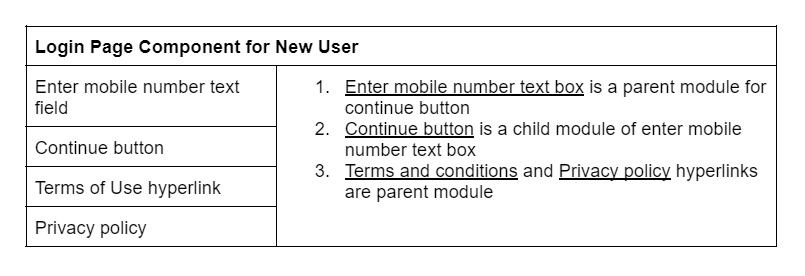 Login Page Component for New User
Enter mobile number text
field
Continue button
Terms of Use hyperlink
Privacy policy
1. Enter mobile number text box is a parent module for
continue button
2. Continue button is a child module of enter mobile
number text box
3. Terms and conditions and Privacy policy hyperlinks
are parent module